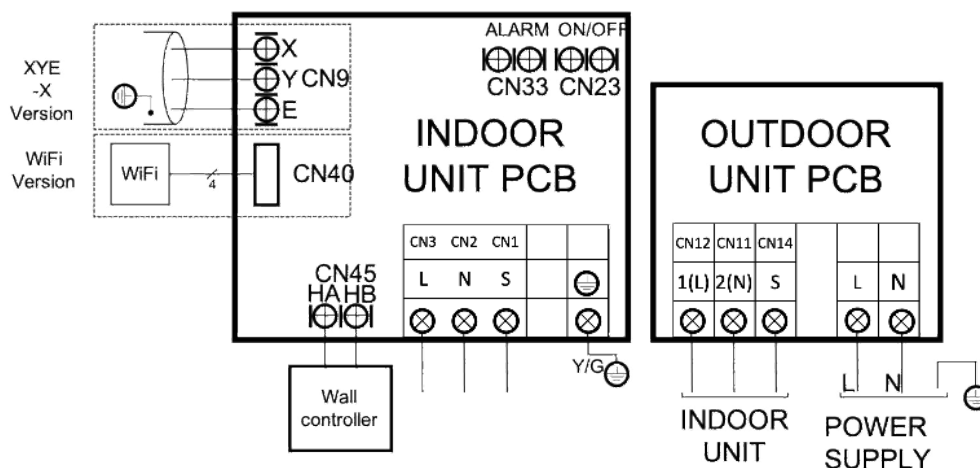 XYE
-X
Version
X
Y CN9
E
WiFi
Version
WiFi
4
CN40
ALARM ON/OFF
CN33 CN23
INDOOR
UNIT PCB
CN45
HA HB
Wall
controller
CN3 CN2 CN1
L N S
Y/G
OUTDOOR
UNIT PCB
CN12 CN11 CN14
1(L) 2(N) S L N
INDOOR
UNIT
L N
POWER
SUPPLY